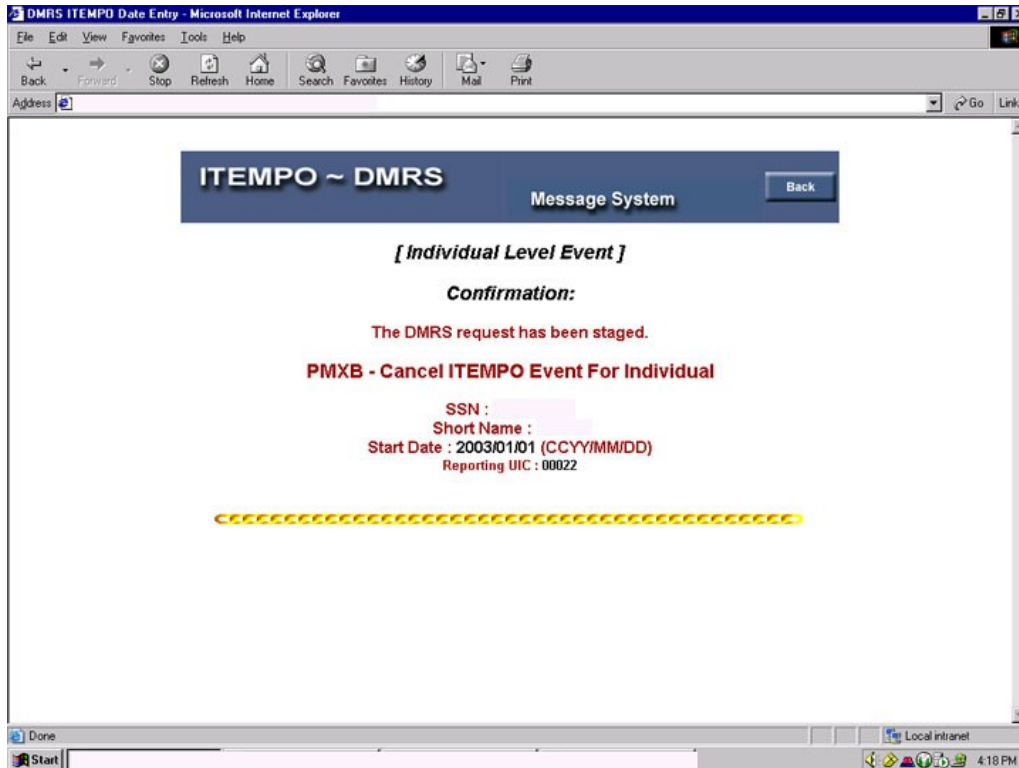 DMRS ITEMPO Date Entry - Microsoft Internet Explorer
File Edit View Favorites Tools Help
Back Forward Stop Refresh Home Search Favorites History Mail Print
Address Go Link
ITEMPO ~ DMRS
Message System
Back
[ Individual Level Event ]
Confirmation:
The DMRS request has been staged.
PMXB - Cancel ITEMPO Event For Individual
SSN :
Short Name :
Start Date : 2003/01/01 (CCYY/MM/DD)
Reporting UIC : 00022
Done Local intranet
Start 4:18 PM